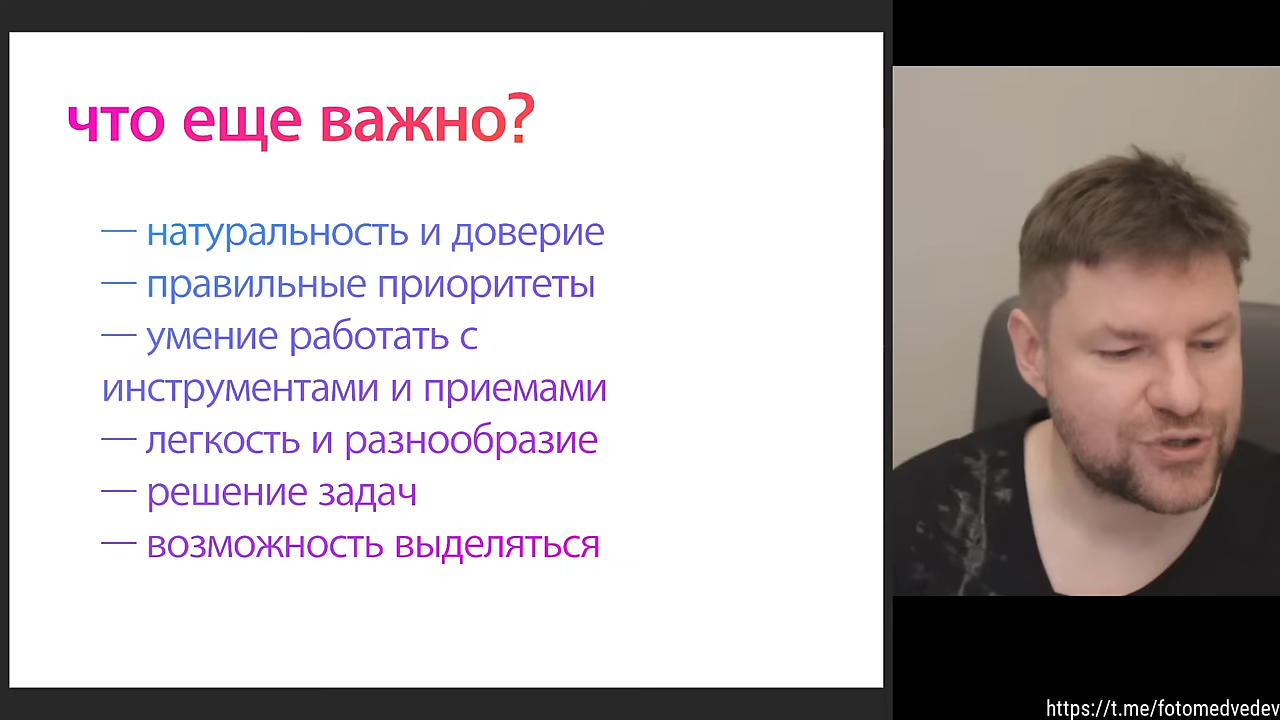 что еще важно?
— натуральность и доверие
— правильные приоритеты
— умение работать с
инструментами и приемами
— легкость и разнообразие
— решение задач
— возможность выделяться
https://t.me/fotomedvedev